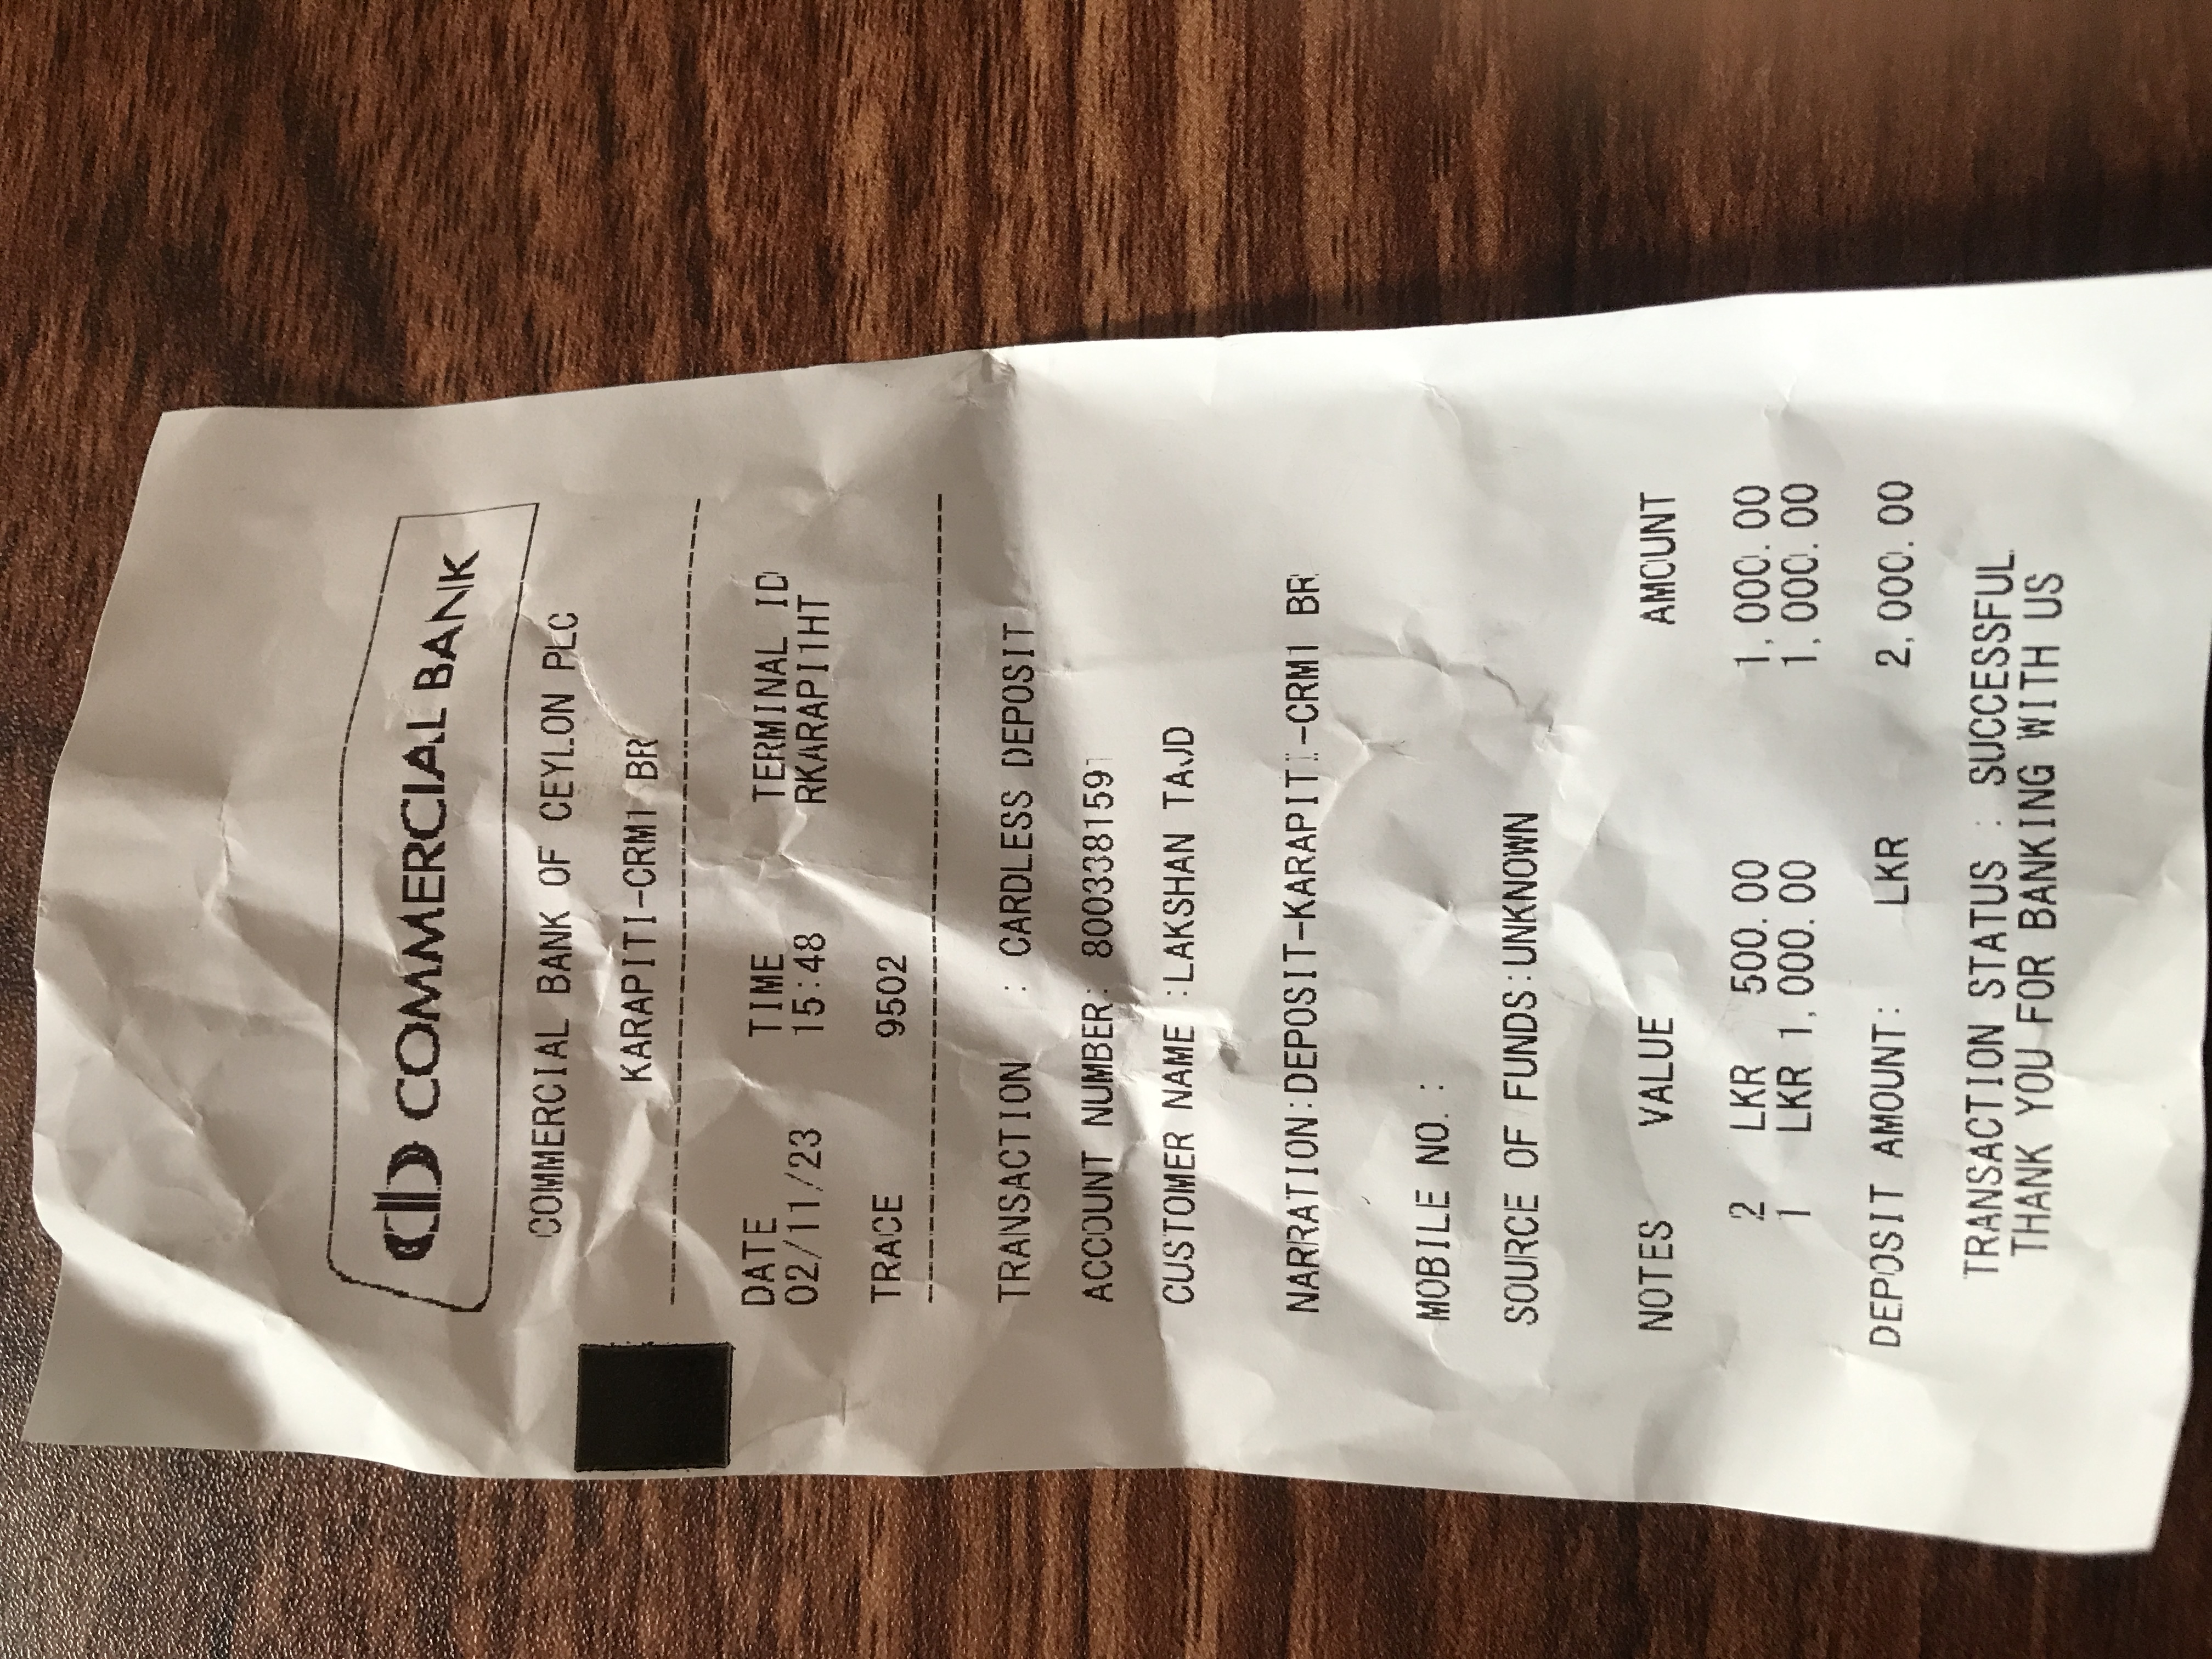 COMMERCIAL BANK
COMMERCIAL BANK OF CEYLON PLC
KARAPITI-CRM1 BR
DATE TIME TERMINAL ID
02/11/23 15:48 RKARAPI1HT
TRACE 9502
TRANSACTION : CARDLESS DEPOSIT
ACCOUNT NUMBER: 8003381591
CUSTOMER NAME :LAKSHAN TAJD
NARRATION:DEPOSIT-KARAPITI-CRM1 BR
MOBILE NO.:
SOURCE OF FUNDS:UNKNOWN
NOTES VALUE AMOUNT
2 LKR 500.00 1,000.00
1 LKR 1,000.00 1,000.00
DEPOSIT AMOUNT: LKR 2,000.00
TRANSACTION STATUS : SUCCESSFUL
THANK YOU FOR BANKING WITH US